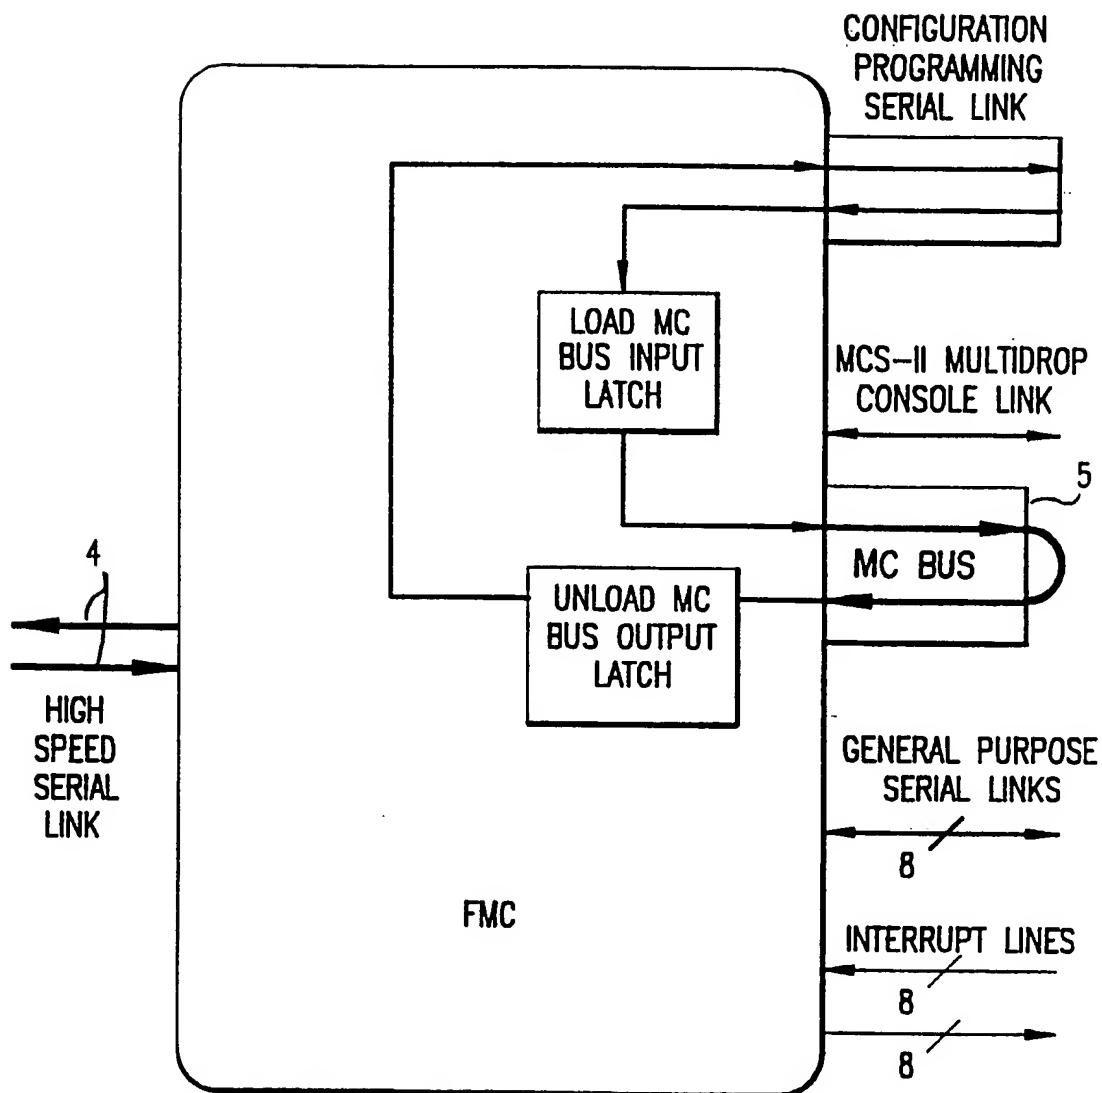 CONFIGURATION
PROGRAMMING
SERIAL LINK
LOAD MC
BUS INPUT
LATCH
MCS-II MULTIDROP
CONSOLE LINK
5
MC BUS
UNLOAD MC
BUS OUTPUT
LATCH
4
HIGH
SPEED
SERIAL
LINK
GENERAL PURPOSE
SERIAL LINKS
8
FMC
INTERRUPT LINES
8
8